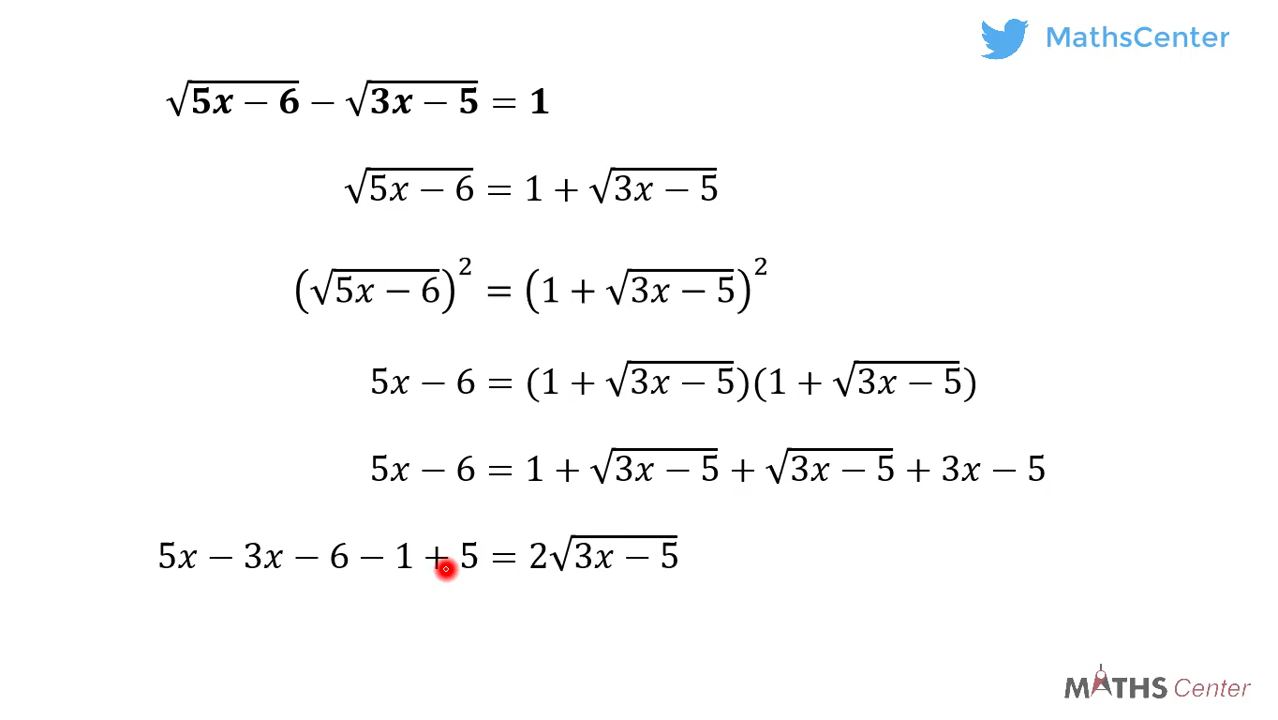 MathsCenter
√(5x − 6) − √(3x − 5) = 1
√(5x − 6) = 1 + √(3x − 5)
(√(5x − 6))² = (1 + √(3x − 5))²
5x − 6 = (1 + √(3x − 5))(1 + √(3x − 5))
5x − 6 = 1 + √(3x − 5) + √(3x − 5) + 3x − 5
5x − 3x − 6 − 1 + 5 = 2√(3x − 5)
MATHS Center